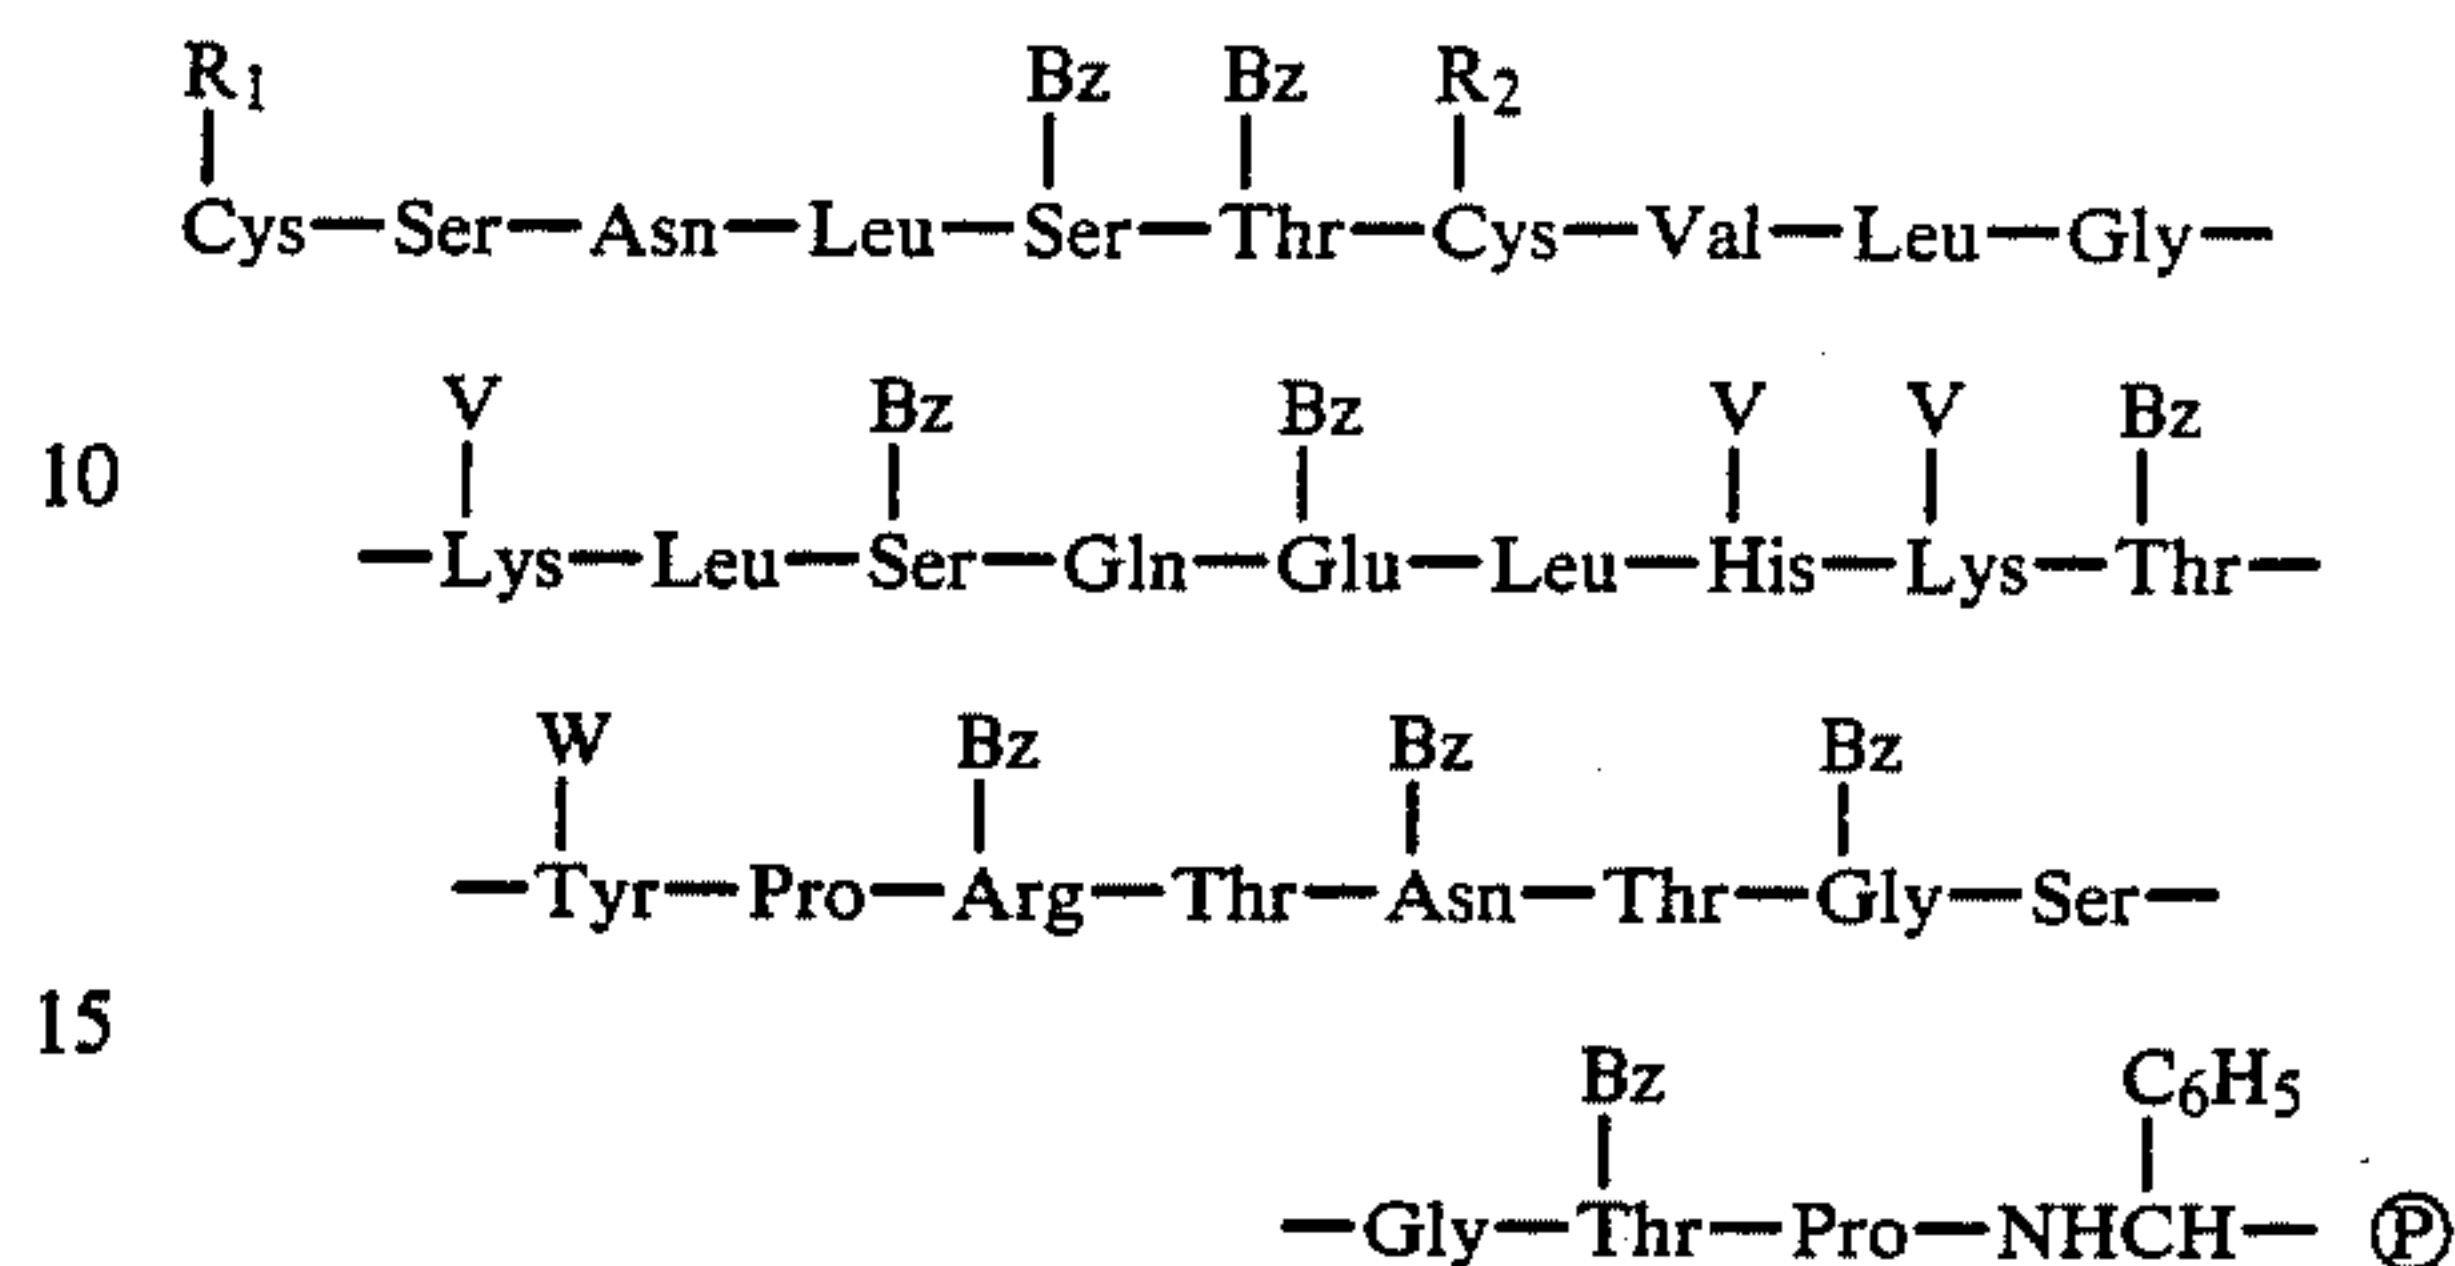 R1 Bz Bz R2
Cys—Ser—Asn—Leu—Ser—Thr—Cys—Val—Leu—Gly—
V Bz Bz V V Bz
10
—Lys—Leu—Ser—Gln—Glu—Leu—His—Lys—Thr—
W Bz Bz Bz
—Tyr—Pro—Arg—Thr—Asn—Thr—Gly—Ser—
15
Bz C6H5
—Gly—Thr—Pro—NHCH— Ⓟ